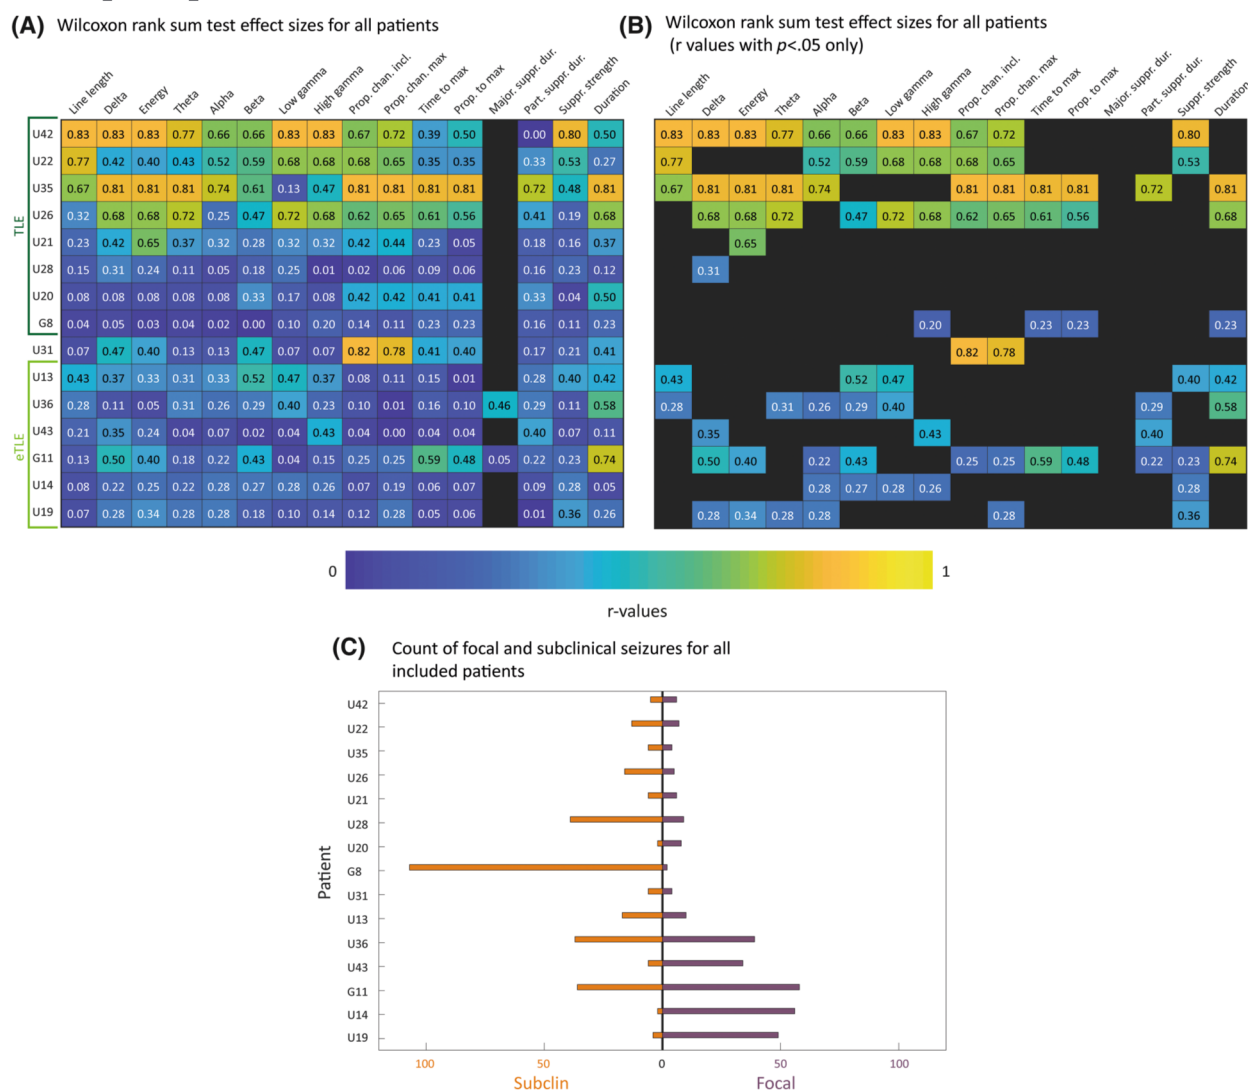 (A) Wilcoxon rank sum test effect sizes for all patients
Line length Delta Energy Theta Alpha Beta Low gamma High gamma Prop. chan. incl. Prop. chan. max Time to max Prop. to max Major. suppr. dur. Part. suppr. dur. Suppr. strength Duration
TLE
U42 0.83 0.83 0.83 0.77 0.66 0.66 0.83 0.83 0.67 0.72 0.39 0.50 0.00 0.80 0.50
U22 0.77 0.42 0.40 0.43 0.52 0.59 0.68 0.68 0.68 0.65 0.35 0.35 0.33 0.53 0.27
U35 0.67 0.81 0.81 0.81 0.74 0.61 0.13 0.47 0.81 0.81 0.81 0.81 0.72 0.48 0.81
U26 0.32 0.68 0.68 0.72 0.25 0.47 0.72 0.68 0.62 0.65 0.61 0.56 0.41 0.19 0.68
U21 0.23 0.42 0.65 0.37 0.32 0.28 0.32 0.32 0.42 0.44 0.23 0.05 0.18 0.16 0.37
U28 0.15 0.31 0.24 0.11 0.05 0.18 0.25 0.01 0.02 0.06 0.09 0.06 0.16 0.23 0.12
U20 0.08 0.08 0.08 0.08 0.08 0.33 0.17 0.08 0.42 0.42 0.41 0.41 0.33 0.04 0.50
G8 0.04 0.05 0.03 0.04 0.02 0.00 0.10 0.20 0.14 0.11 0.23 0.23 0.16 0.11 0.23
U31 0.07 0.47 0.40 0.13 0.13 0.47 0.07 0.07 0.82 0.78 0.41 0.40 0.17 0.21 0.41
eTLE
U13 0.43 0.37 0.33 0.31 0.33 0.52 0.47 0.37 0.08 0.11 0.15 0.01 0.28 0.40 0.42
U36 0.28 0.11 0.05 0.31 0.26 0.29 0.40 0.23 0.10 0.01 0.16 0.10 0.46 0.29 0.11 0.58
U43 0.21 0.35 0.24 0.04 0.07 0.02 0.04 0.43 0.04 0.00 0.04 0.04 0.40 0.07 0.11
G11 0.13 0.50 0.40 0.18 0.22 0.43 0.04 0.15 0.25 0.25 0.59 0.48 0.05 0.22 0.23 0.74
U14 0.08 0.22 0.25 0.22 0.28 0.27 0.28 0.26 0.07 0.19 0.06 0.07 0.09 0.28 0.05
U19 0.07 0.28 0.34 0.28 0.28 0.18 0.10 0.14 0.12 0.28 0.05 0.06 0.01 0.36 0.26
(B) Wilcoxon rank sum test effect sizes for all patients
(r values with p<.05 only)
Line length Delta Energy Theta Alpha Beta Low gamma High gamma Prop. chan. incl. Prop. chan. max Time to max Prop. to max Major. suppr. dur. Part. suppr. dur. Suppr. strength Duration
0.83 0.83 0.83 0.77 0.66 0.66 0.83 0.83 0.67 0.72 0.80
0.77 0.52 0.59 0.68 0.68 0.68 0.65 0.53
0.67 0.81 0.81 0.81 0.74 0.81 0.81 0.81 0.81 0.72 0.81
0.68 0.68 0.72 0.47 0.72 0.68 0.62 0.65 0.61 0.56 0.68
0.65
0.31
0.20 0.23 0.23 0.23
0.82 0.78
0.43 0.52 0.47 0.40 0.42
0.28 0.31 0.26 0.29 0.40 0.29 0.58
0.35 0.43 0.40
0.50 0.40 0.22 0.43 0.25 0.25 0.59 0.48 0.22 0.23 0.74
0.28 0.27 0.28 0.26 0.28
0.28 0.34 0.28 0.28 0.28 0.36
0 1
r-values
(C) Count of focal and subclinical seizures for all
included patients
Patient
U42
U22
U35
U26
U21
U28
U20
G8
U31
U13
U36
U43
G11
U14
U19
100 50 0 50 100
Subclin Focal